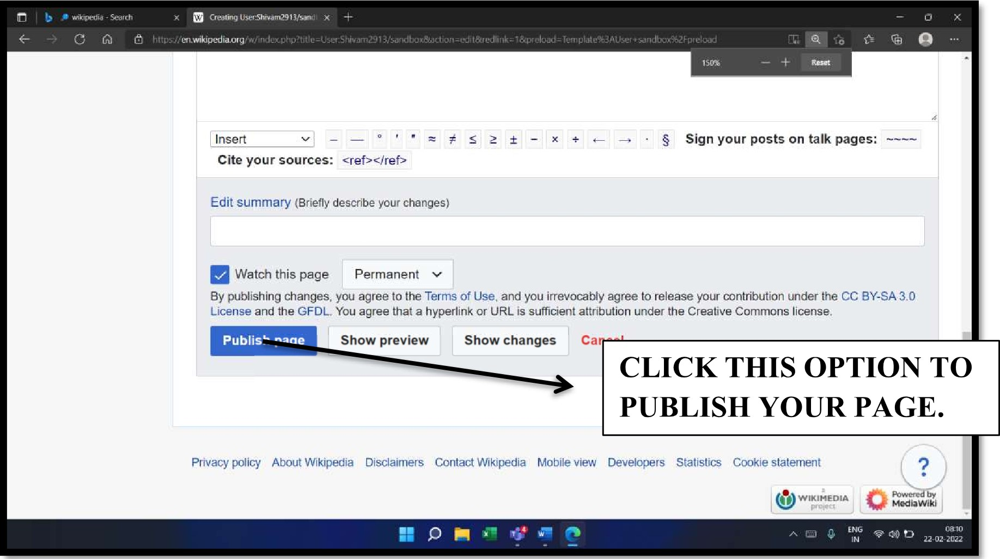 wikipedia - Search
Creating User:Shivam2913/sand
https://en.wikipedia.org/w/index.php?title=User:Shivam2913/sandbox&action=edit&redlink=1&preload=Template%3AUser+sandbox%2Fpreload
150% — + Reset
Insert – — ° ′ ″ ≈ ≠ ≤ ≥ ± − × ÷ ← → · § Sign your posts on talk pages: ~~~~
Cite your sources: <ref></ref>
Edit summary (Briefly describe your changes)
Watch this page Permanent
By publishing changes, you agree to the Terms of Use, and you irrevocably agree to release your contribution under the CC BY-SA 3.0
License and the GFDL. You agree that a hyperlink or URL is sufficient attribution under the Creative Commons license.
Publish page Show preview Show changes Cancel
CLICK THIS OPTION TO
PUBLISH YOUR PAGE.
Privacy policy About Wikipedia Disclaimers Contact Wikipedia Mobile view Developers Statistics Cookie statement
?
a
WIKIMEDIA
project
Powered by
MediaWiki
4
ENG
IN
08:10
22-02-2022